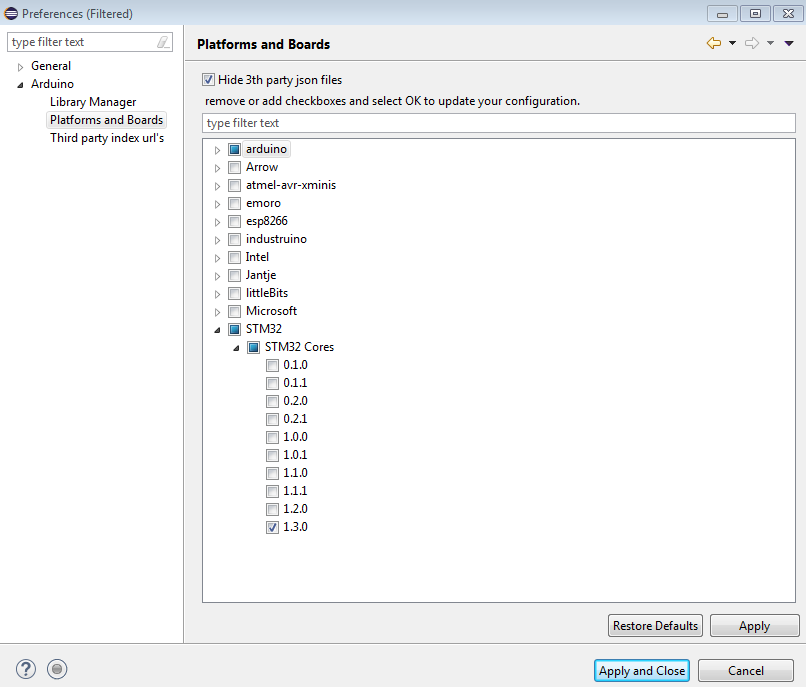 Preferences (Filtered)
type filter text
General
Arduino
Library Manager
Platforms and Boards
Third party index url's
Platforms and Boards
Hide 3th party json files
remove or add checkboxes and select OK to update your configuration.
type filter text
arduino
Arrow
atmel-avr-xminis
emoro
esp8266
industruino
Intel
Jantje
littleBits
Microsoft
STM32
STM32 Cores
0.1.0
0.1.1
0.2.0
0.2.1
1.0.0
1.0.1
1.1.0
1.1.1
1.2.0
1.3.0
Restore Defaults
Apply
?
Apply and Close
Cancel